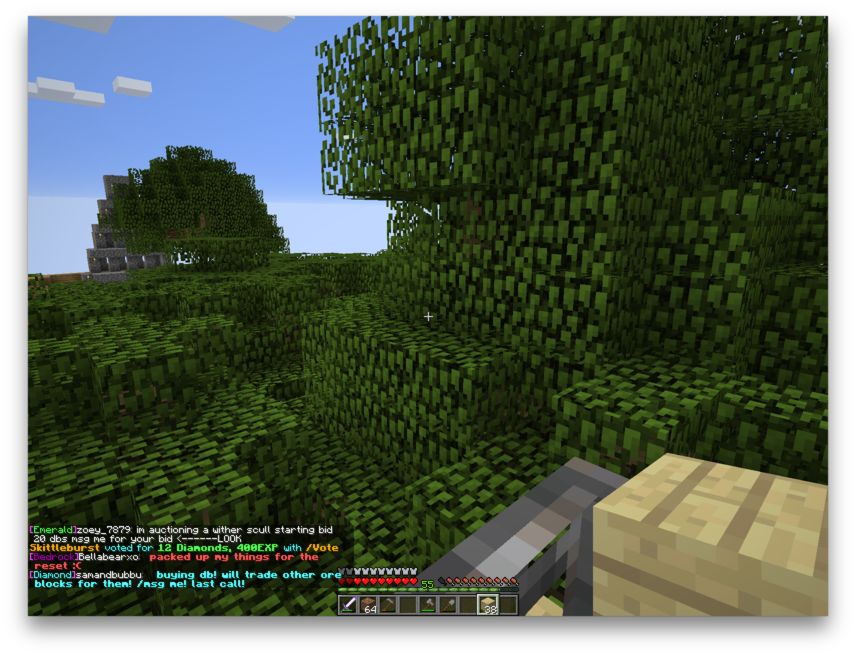 [Emerald]zoey_7879: im auctioning a wither scull starting bid
20 dbs msg me for your bid <------LOOK
Skittleburst voted for 12 Diamonds, 400EXP with /Vote
[Bedrock]Bellabearxo: packed up my things for the
reset :(
[Diamond]samandbubbu: buying db! will trade other ore
blocks for them! /msg me! last call!
55
64
38